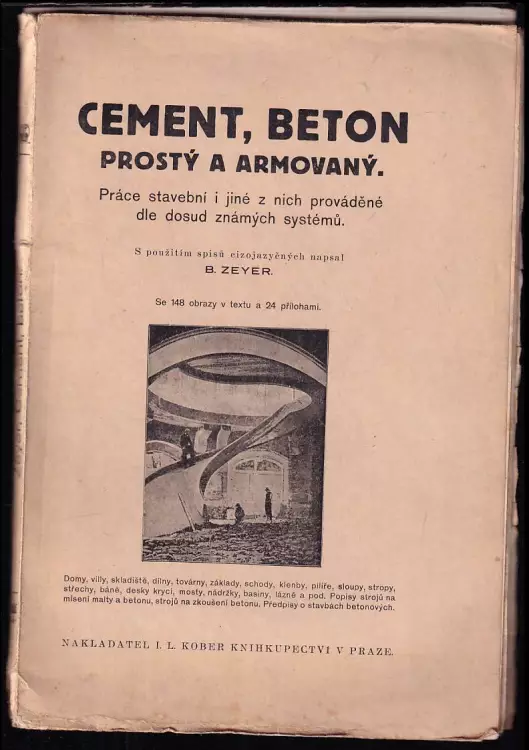 CEMENT, BETON
PROSTÝ A ARMOVANÝ.
Práce stavební i jiné z nich prováděné
dle dosud známých systémů.
S použitím spisů cizojazyčných napsal
B. ZEYER.
Se 148 obrazy v textu a 24 přílohami.
Domy, villy, skladiště, dílny, továrny, základy, schody, klenby, pilíře, sloupy, stropy,
střechy, báně, desky krycí, mosty, nádržky, basiny, lázně a pod. Popisy strojů na
mísení malty a betonu, strojů na zkoušení betonu. Předpisy o stavbách betonových.
NAKLADATEL I. L. KOBER KNIHKUPECTVÍ V PRAZE.